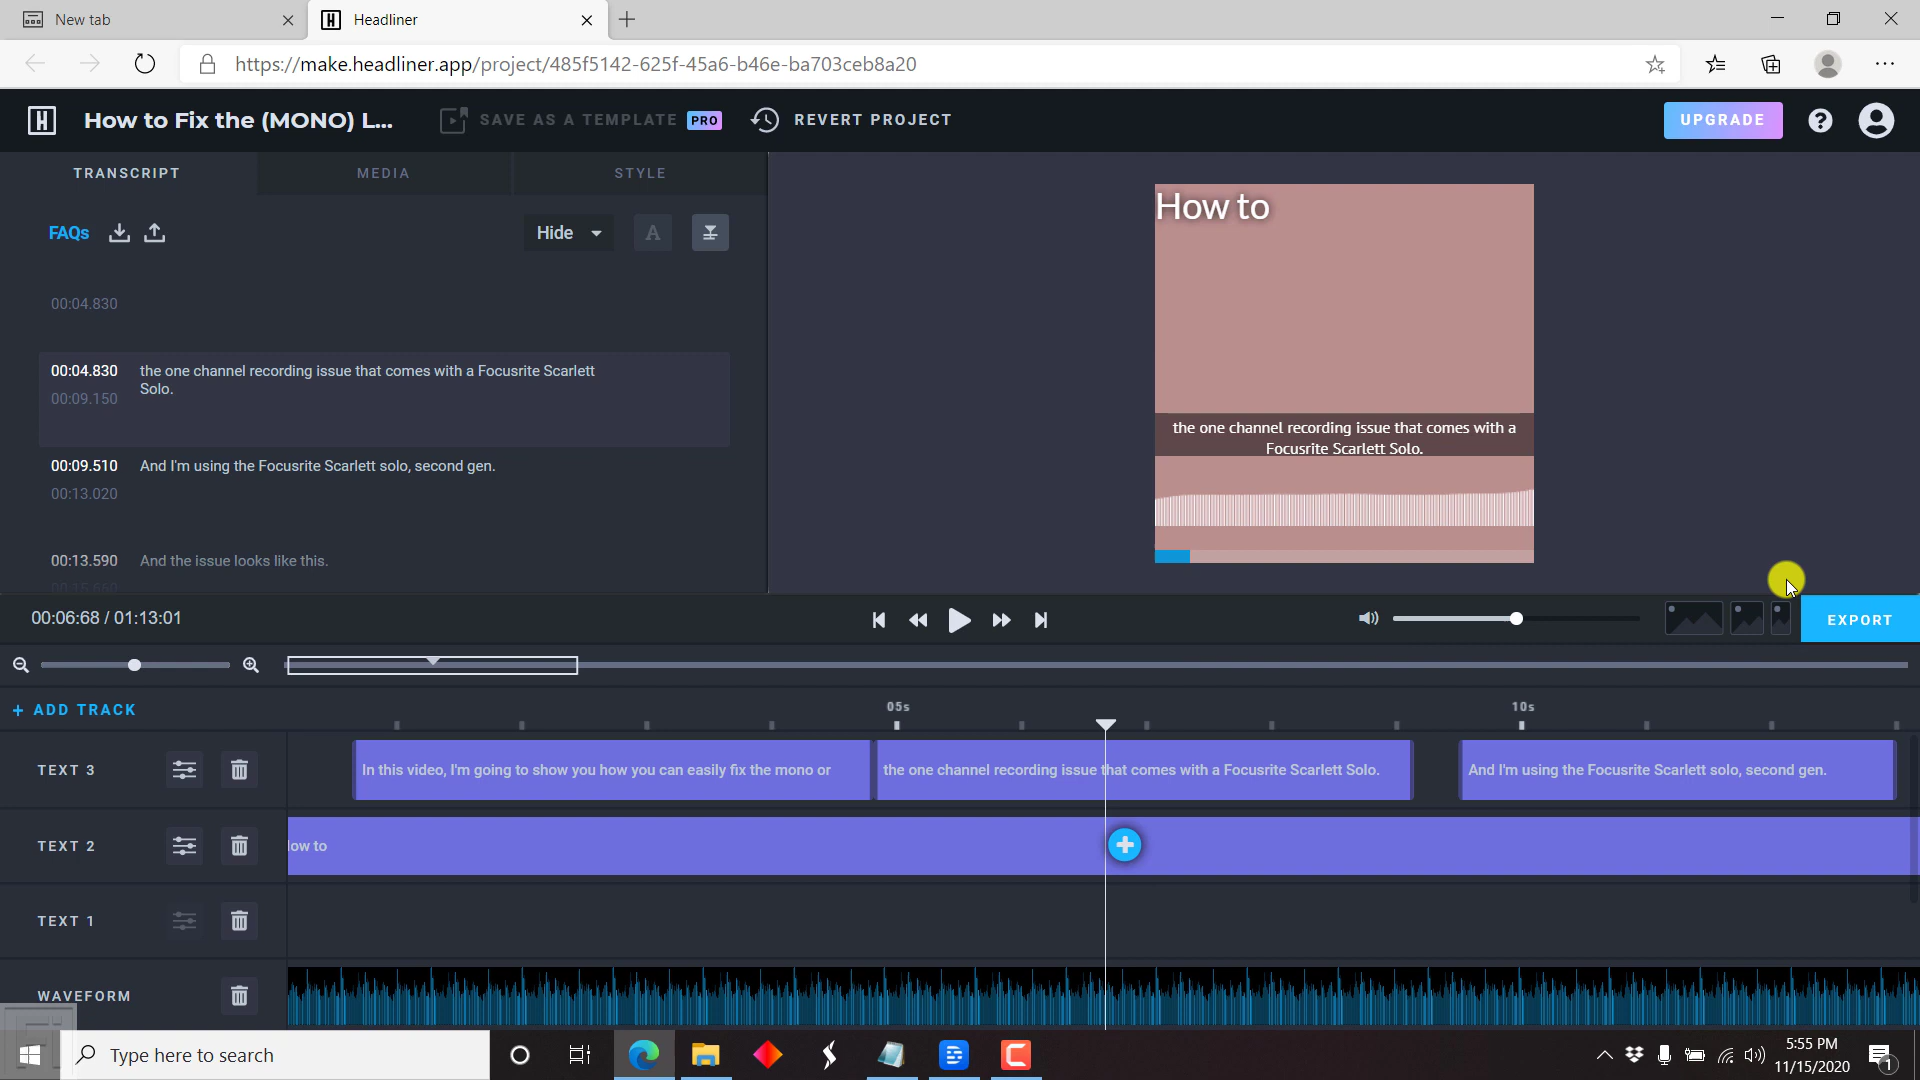 New tab
Headliner
https://make.headliner.app/project/485f5142-625f-45a6-b46e-ba703ceb8a20
How to Fix the (MONO) L...
SAVE AS A TEMPLATE PRO
REVERT PROJECT
UPGRADE
TRANSCRIPT
MEDIA
STYLE
FAQs
Hide
A
00:04.830
00:04.830 the one channel recording issue that comes with a Focusrite Scarlett
00:09.150 Solo.
00:09.510 And I'm using the Focusrite Scarlett solo, second gen.
00:13.020
00:13.590 And the issue looks like this.
How to
the one channel recording issue that comes with a
Focusrite Scarlett Solo.
00:06:68 / 01:13:01
EXPORT
+ ADD TRACK
05s
10s
TEXT 3
In this video, I'm going to show you how you can easily fix the mono or
the one channel recording issue that comes with a Focusrite Scarlett Solo.
And I'm using the Focusrite Scarlett solo, second gen.
TEXT 2
low to
TEXT 1
WAVEFORM
Type here to search
5:55 PM
11/15/2020
1